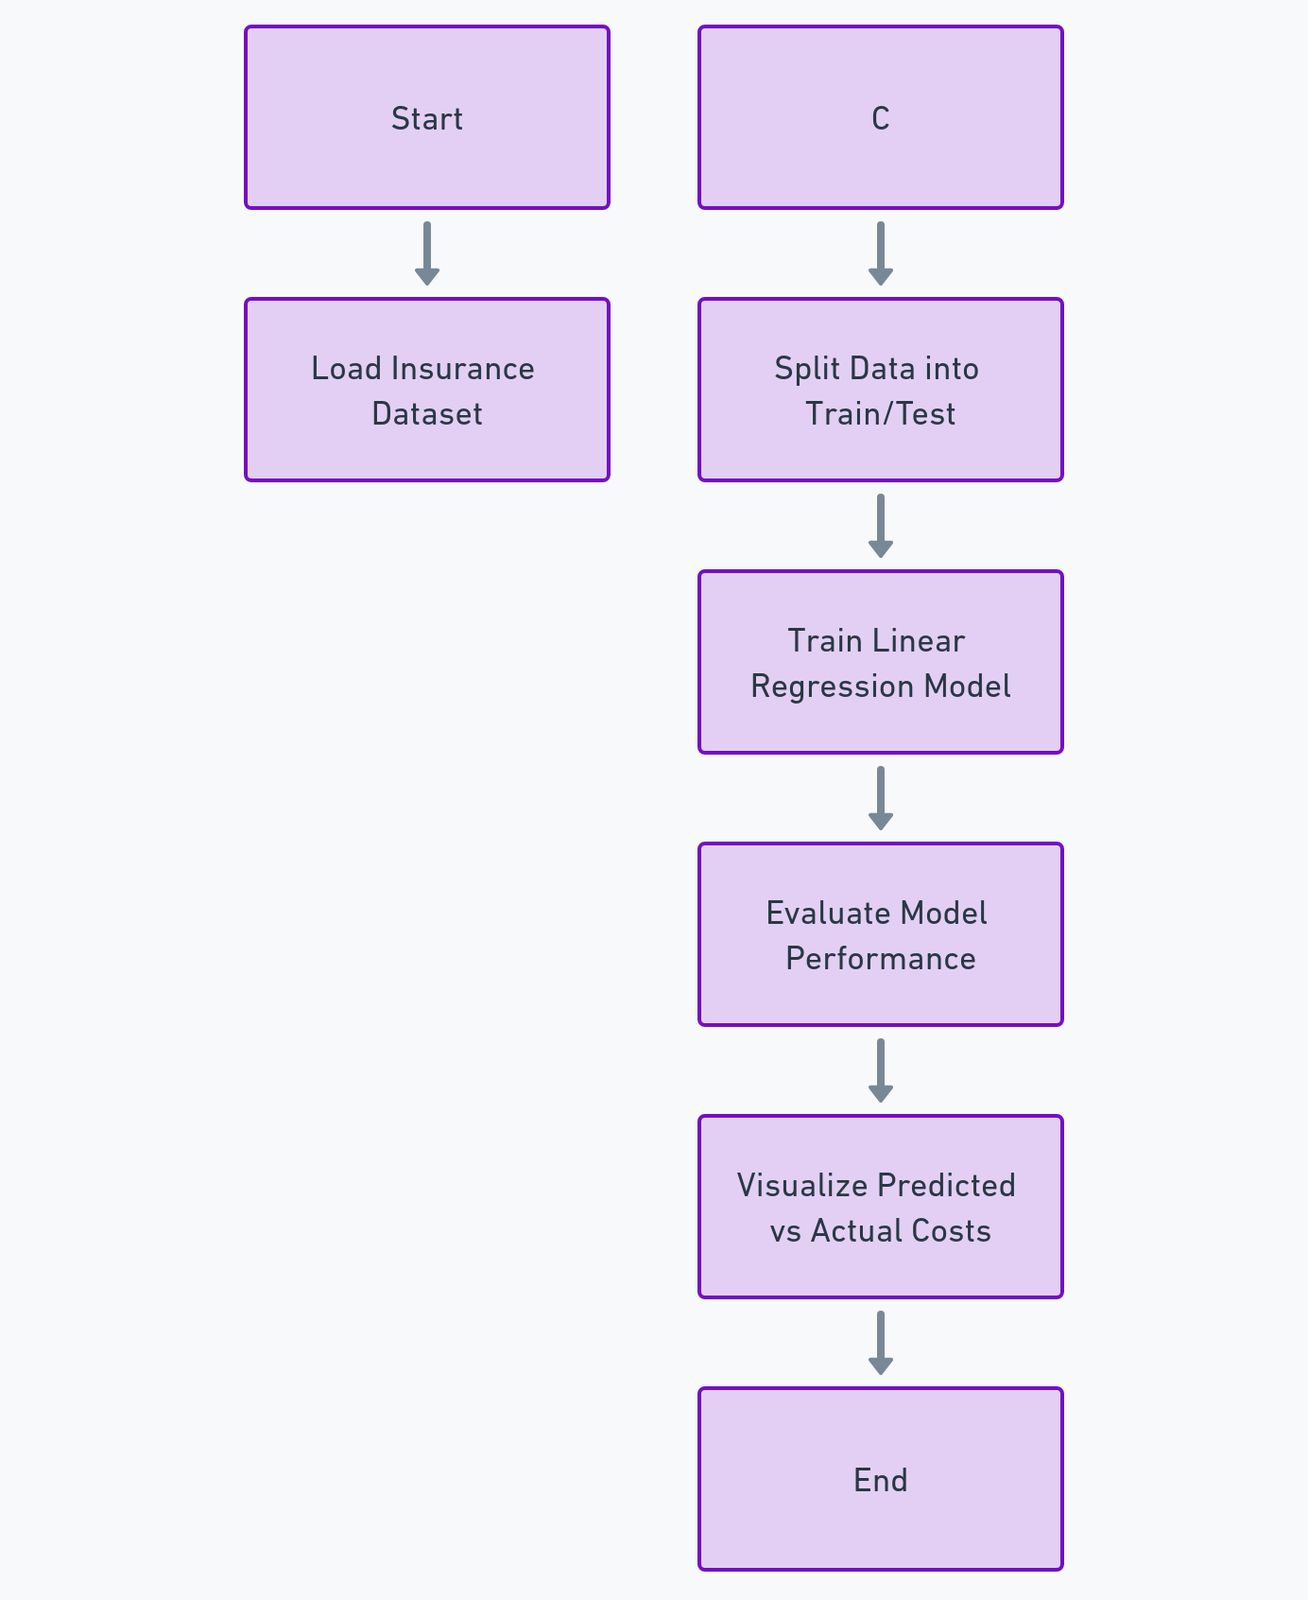 Start
Load Insurance
Dataset
C
Split Data into
Train/Test
Train Linear
Regression Model
Evaluate Model
Performance
Visualize Predicted
vs Actual Costs
End